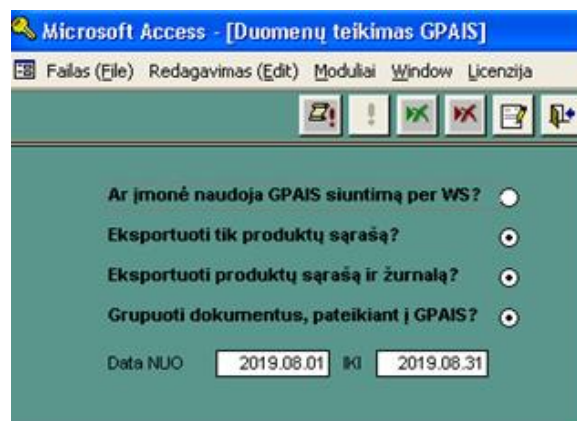 Microsoft Access - [Duomenų teikimas GPAIS]
Failas (File) Redagavimas (Edit) Moduliai Window Licenzija
Ar įmonė naudoja GPAIS siuntimą per WS?
Eksportuoti tik produktų sąrašą?
Eksportuoti produktų sąrašą ir žurnalą?
Grupuoti dokumentus, pateikiant į GPAIS?
Data NUO 2019.08.01 IKI 2019.08.31